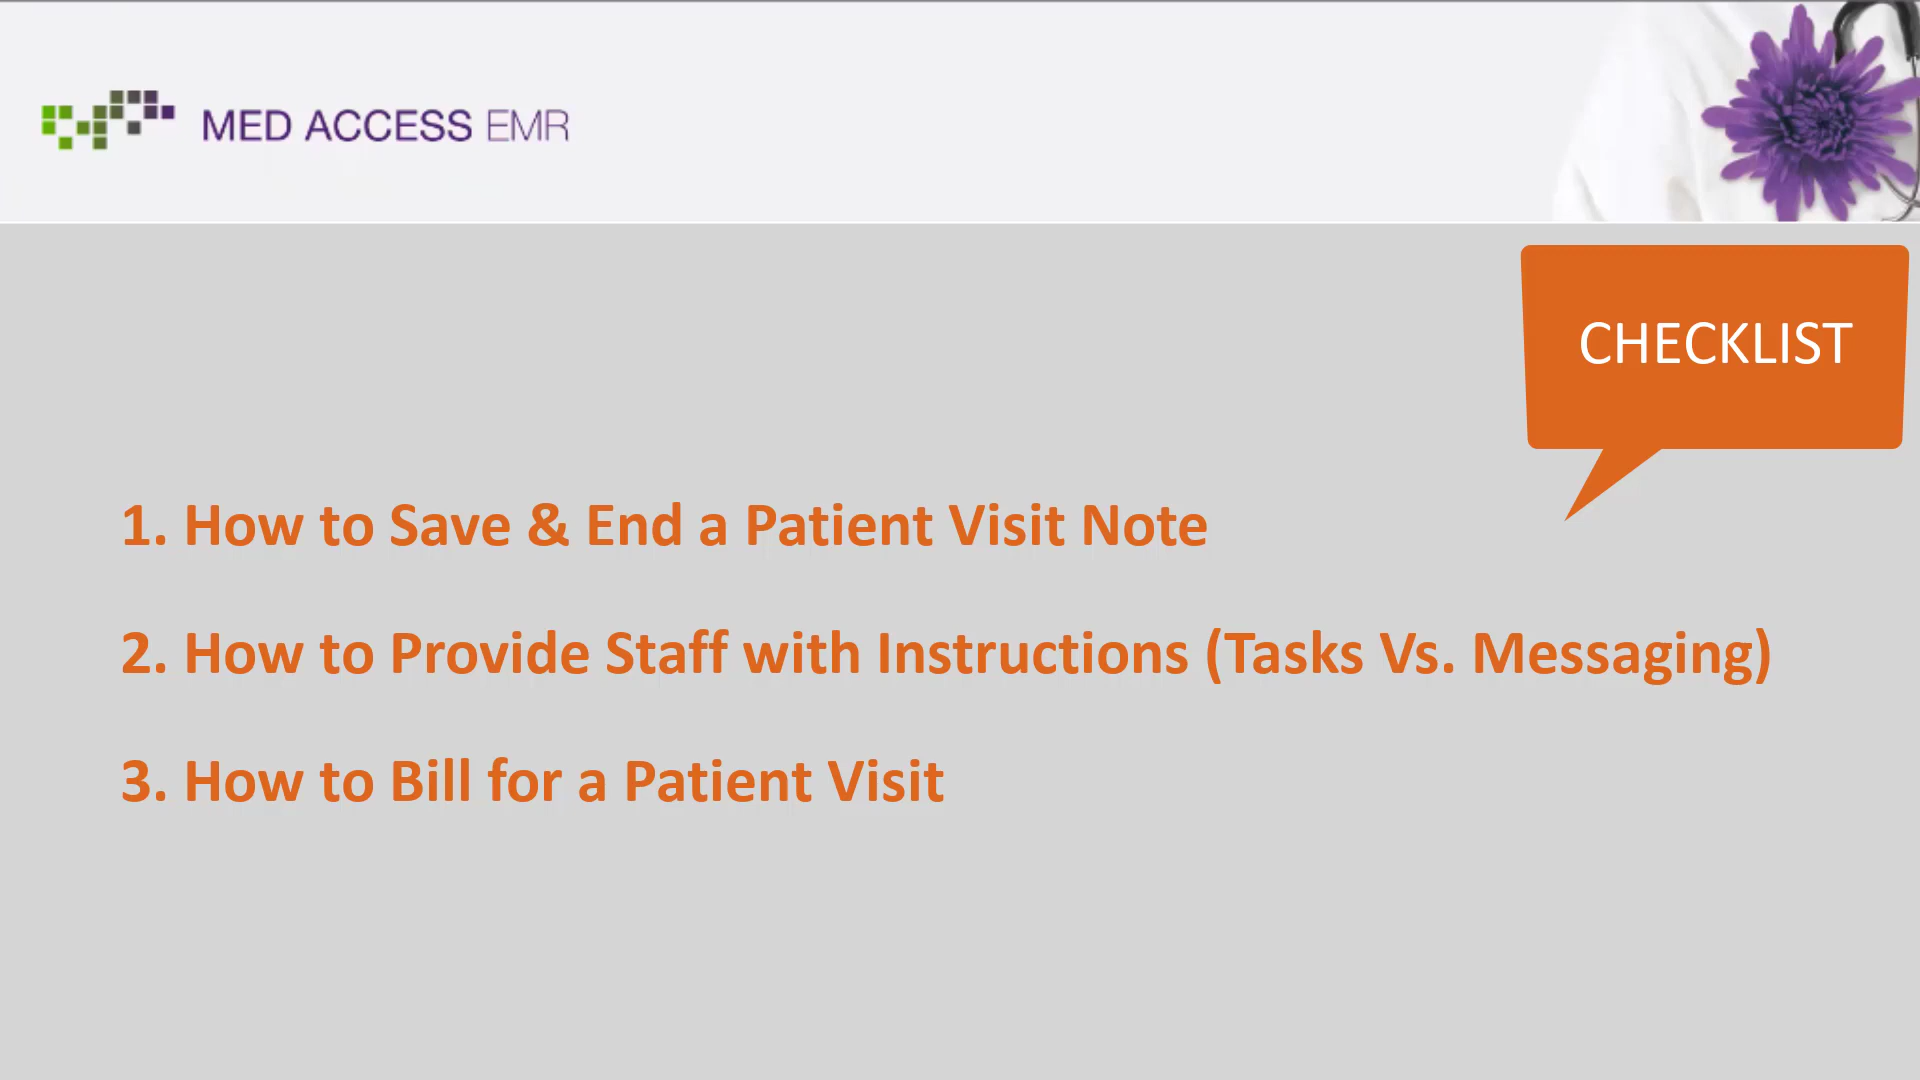 MED ACCESS EMR
CHECKLIST
1. How to Save & End a Patient Visit Note
2. How to Provide Staff with Instructions (Tasks Vs. Messaging)
3. How to Bill for a Patient Visit